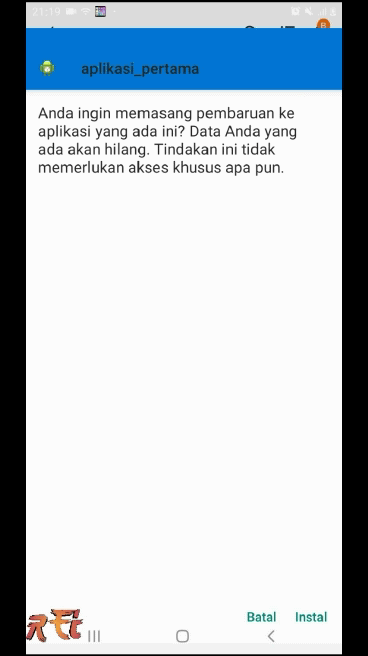 21:19
B
aplikasi_pertama
Anda ingin memasang pembaruan ke
aplikasi yang ada ini? Data Anda yang
ada akan hilang. Tindakan ini tidak
memerlukan akses khusus apa pun.
Batal Instal